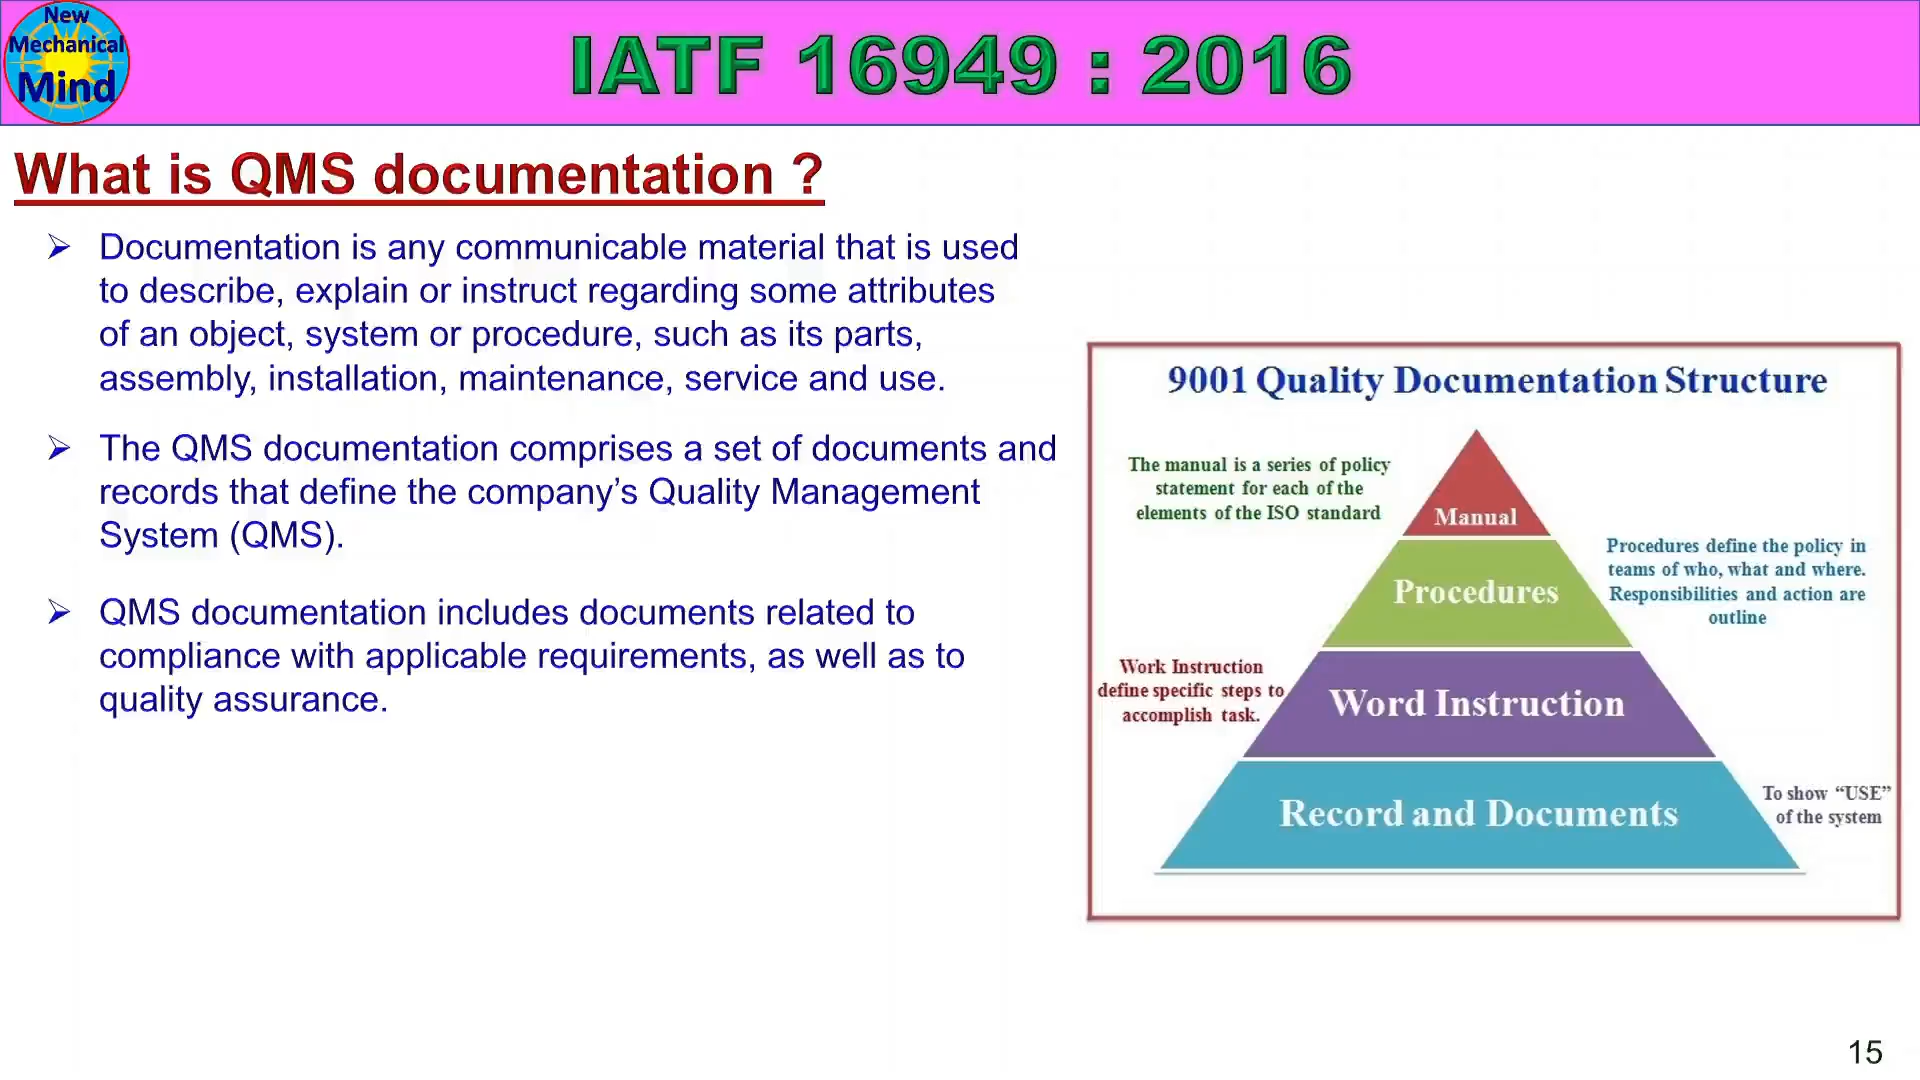 New
Mechanical
Mind
IATF 16949 : 2016
What is QMS documentation ?
Documentation is any communicable material that is used
to describe, explain or instruct regarding some attributes
of an object, system or procedure, such as its parts,
assembly, installation, maintenance, service and use.
The QMS documentation comprises a set of documents and
records that define the company’s Quality Management
System (QMS).
QMS documentation includes documents related to
compliance with applicable requirements, as well as to
quality assurance.
9001 Quality Documentation Structure
The manual is a series of policy
statement for each of the
elements of the ISO standard
Manual
Procedures define the policy in
teams of who, what and where.
Responsibilities and action are
outline
Procedures
Work Instruction
define specific steps to
accomplish task.
Word Instruction
Record and Documents
To show “USE”
of the system
15